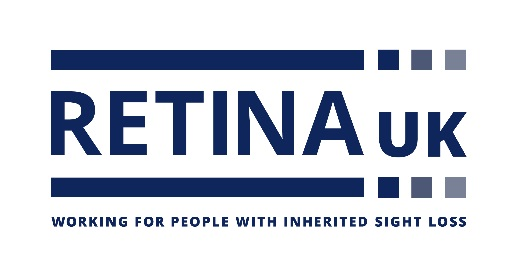 RETINA UK
WORKING FOR PEOPLE WITH INHERITED SIGHT LOSS